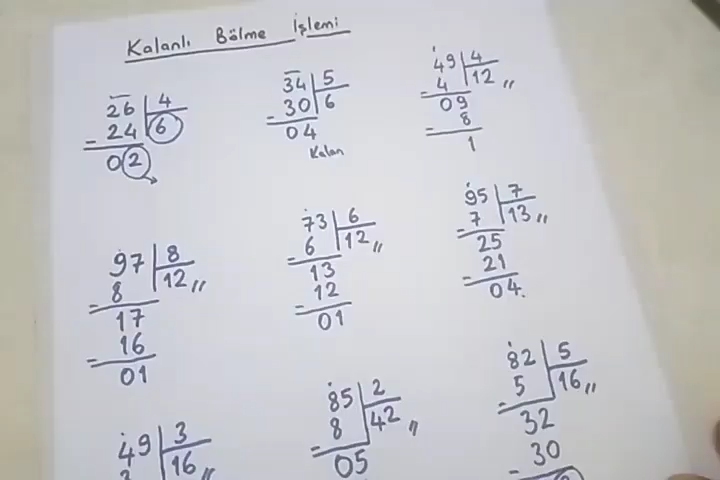 Kalanlı Bölme İşlemi
26 4
- 24 6
02
34 5
- 30 6
04
Kalan
49 4
- 4 12 //
09
- 8
1
97 8
- 8 12 //
17
- 16
01
73 6
- 6 12 //
13
- 12
01
95 7
- 7 13 //
25
- 21
04
49 3
16 //
85 2
- 8 42 //
05
82 5
- 5 16 //
32
- 30